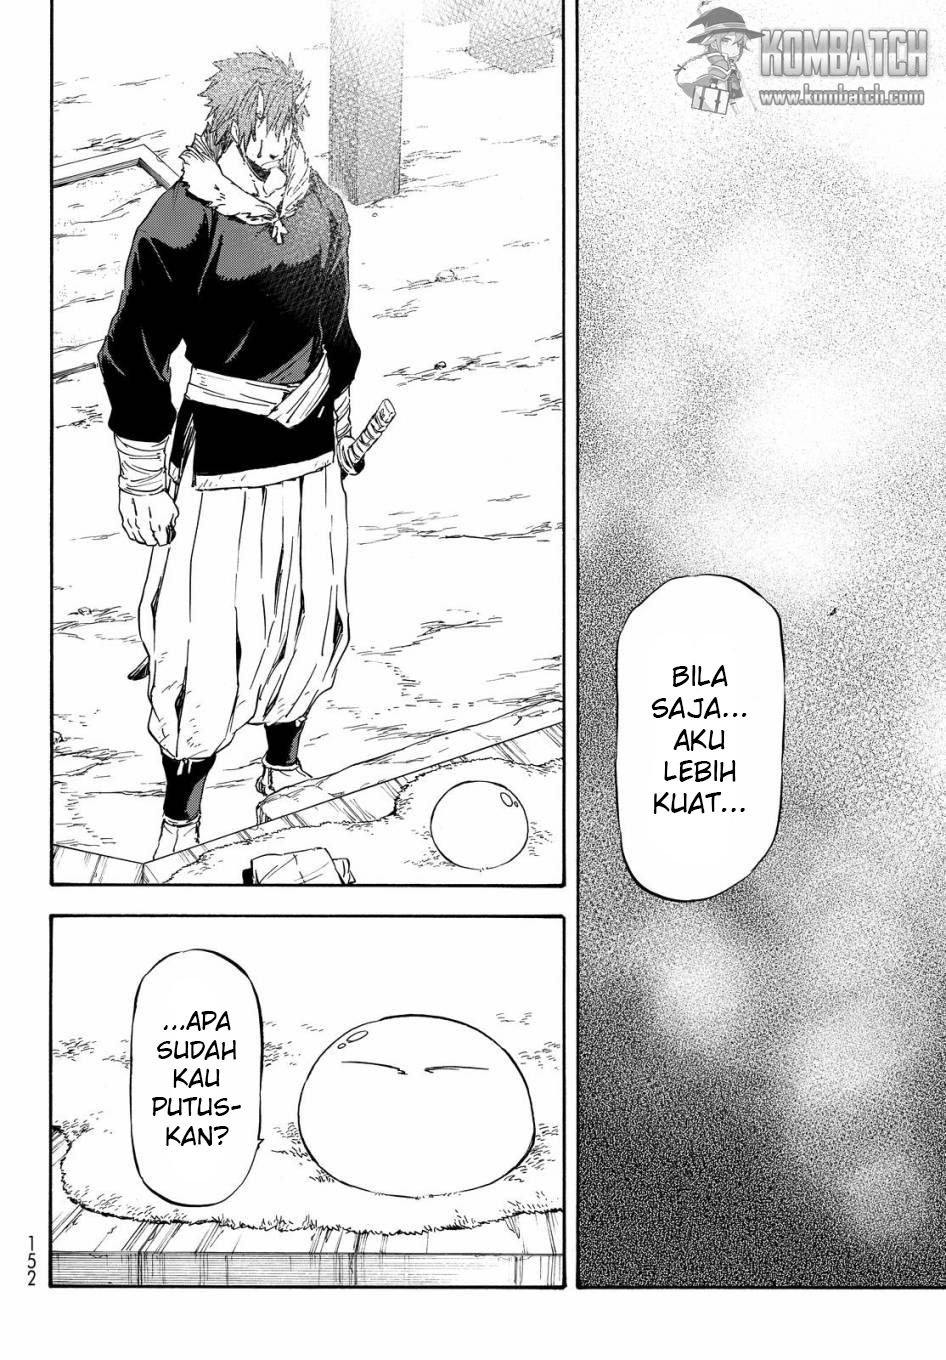 KOMBATCH
www.kombatch.com
BILA
SAJA...
AKU
LEBIH
KUAT...
...APA
SUDAH
KAU
PUTUS-
KAN?
152